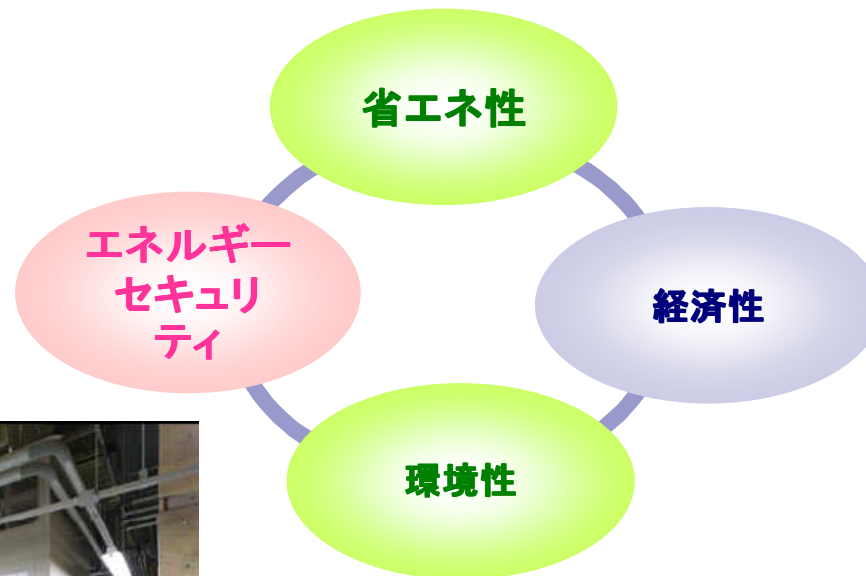 省エネ性
エネルギー
セキュリ
ティ
経済性
環境性